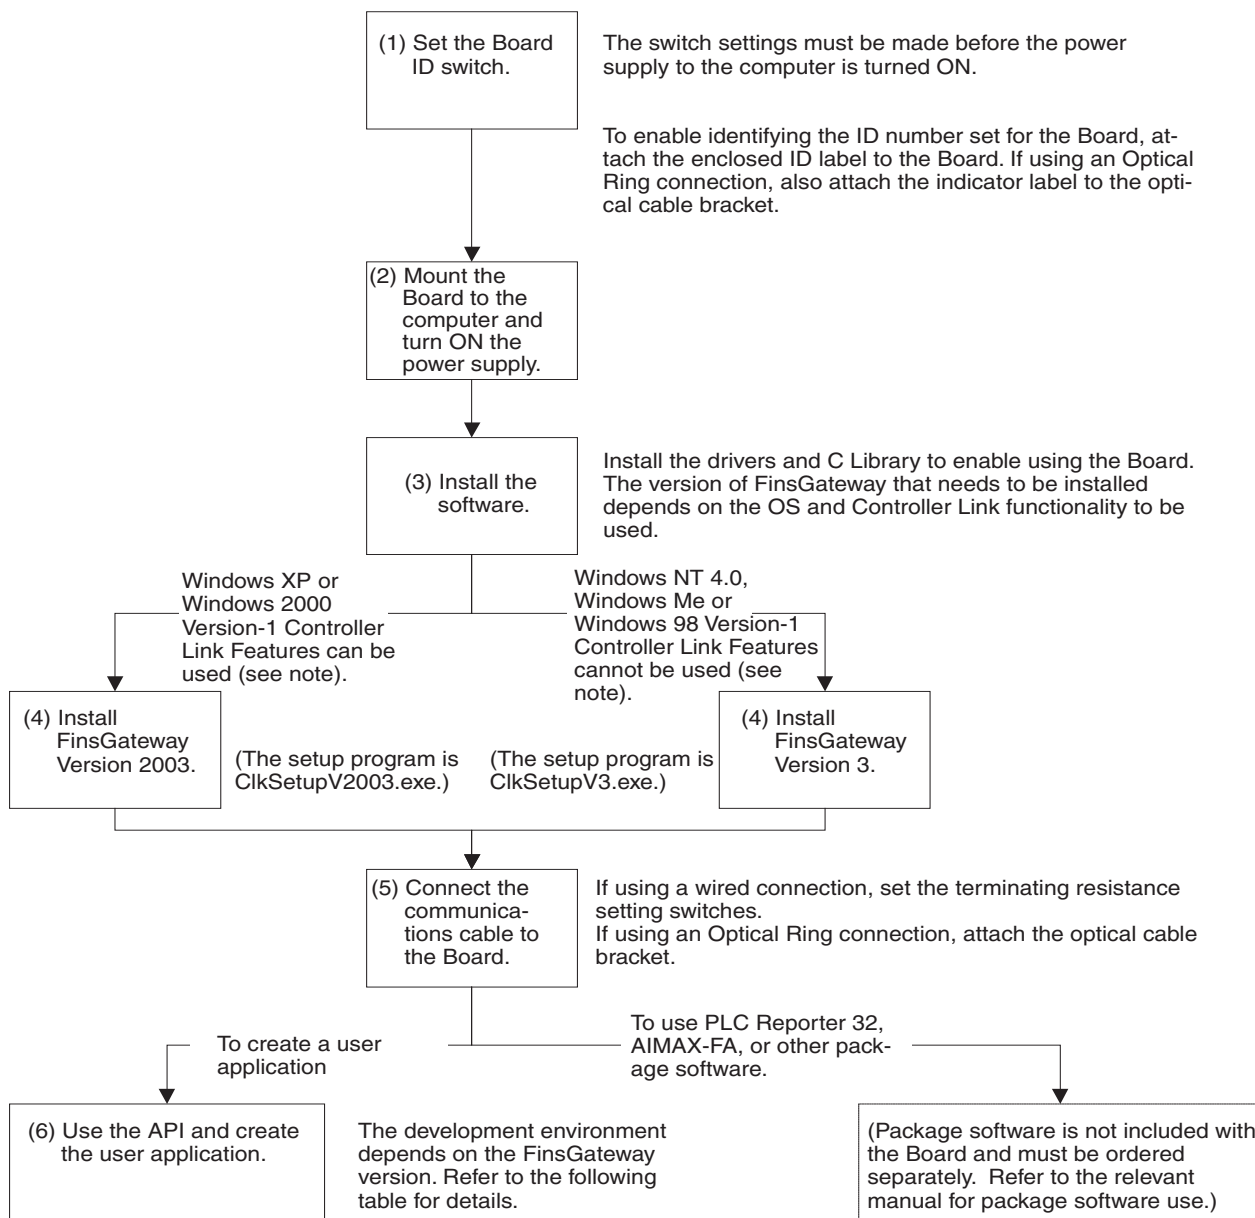 (1) Set the Board
ID switch.
The switch settings must be made before the power
supply to the computer is turned ON.
To enable identifying the ID number set for the Board, at-
tach the enclosed ID label to the Board. If using an Optical
Ring connection, also attach the indicator label to the opti-
cal cable bracket.
(2) Mount the
Board to the
computer and
turn ON the
power supply.
(3) Install the
software.
Install the drivers and C Library to enable using the Board.
The version of FinsGateway that needs to be installed
depends on the OS and Controller Link functionality to be
used.
Windows XP or
Windows 2000
Version-1 Controller
Link Features can be
used (see note).
Windows NT 4.0,
Windows Me or
Windows 98 Version-1
Controller Link Features
cannot be used (see
note).
(4) Install
FinsGateway
Version 2003.
(The setup program is
ClkSetupV2003.exe.)
(The setup program is
ClkSetupV3.exe.)
(4) Install
FinsGateway
Version 3.
(5) Connect the
communica-
tions cable to
the Board.
If using a wired connection, set the terminating resistance
setting switches.
If using an Optical Ring connection, attach the optical cable
bracket.
To create a user
application
To use PLC Reporter 32,
AIMAX-FA, or other pack-
age software.
(6) Use the API and create
the user application.
The development environment
depends on the FinsGateway
version. Refer to the following
table for details.
(Package software is not included with
the Board and must be ordered
separately.  Refer to the relevant
manual for package software use.)